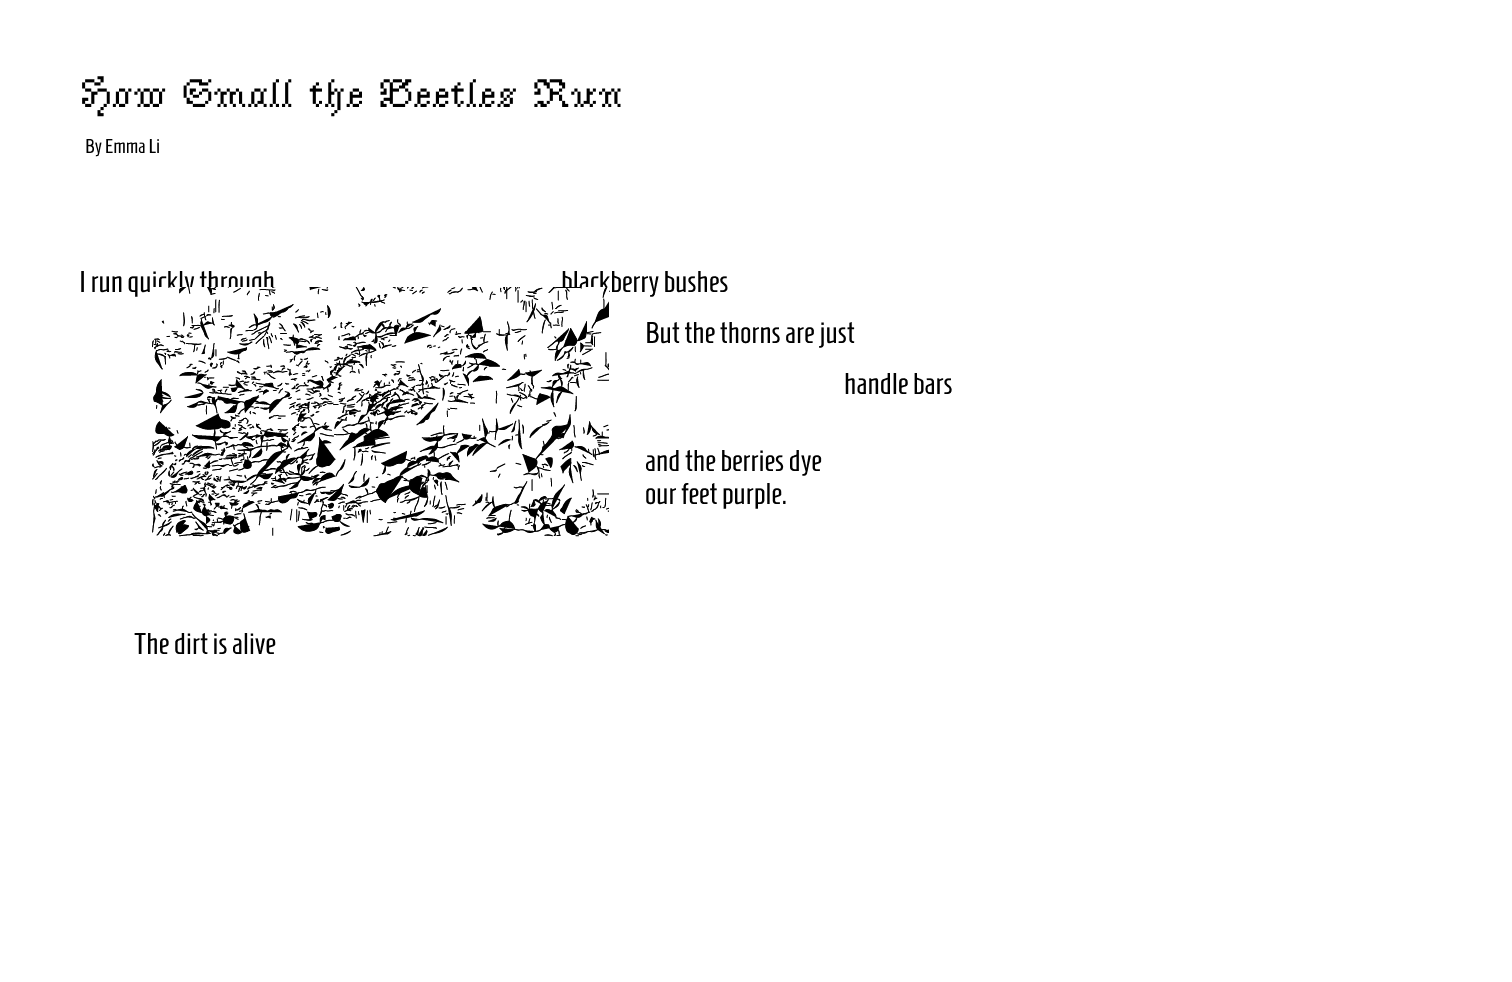 How Small the Beetles Run
By Emma Li
I run quickly through blackberry bushes
But the thorns are just
handle bars
and the berries dye
our feet purple.
The dirt is alive